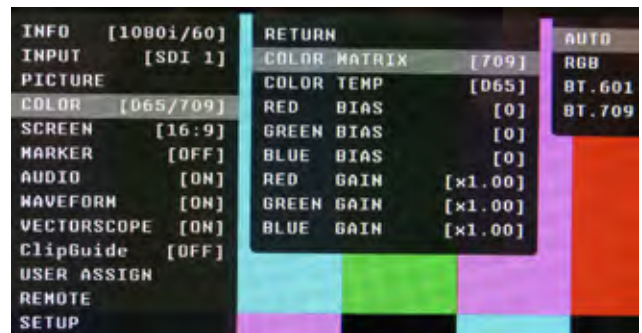 INFO [1080i/60]
INPUT [SDI 1]
PICTURE
COLOR [D65/709]
SCREEN [16:9]
MARKER [OFF]
AUDIO [ON]
WAVEFORM [ON]
VECTORSCOPE [ON]
ClipGuide [OFF]
USER ASSIGN
REMOTE
SETUP
RETURN
COLOR MATRIX [709]
COLOR TEMP [D65]
RED BIAS [0]
GREEN BIAS [0]
BLUE BIAS [0]
RED GAIN [x1.00]
GREEN GAIN [x1.00]
BLUE GAIN [x1.00]
AUTO
RGB
BT.601
BT.709